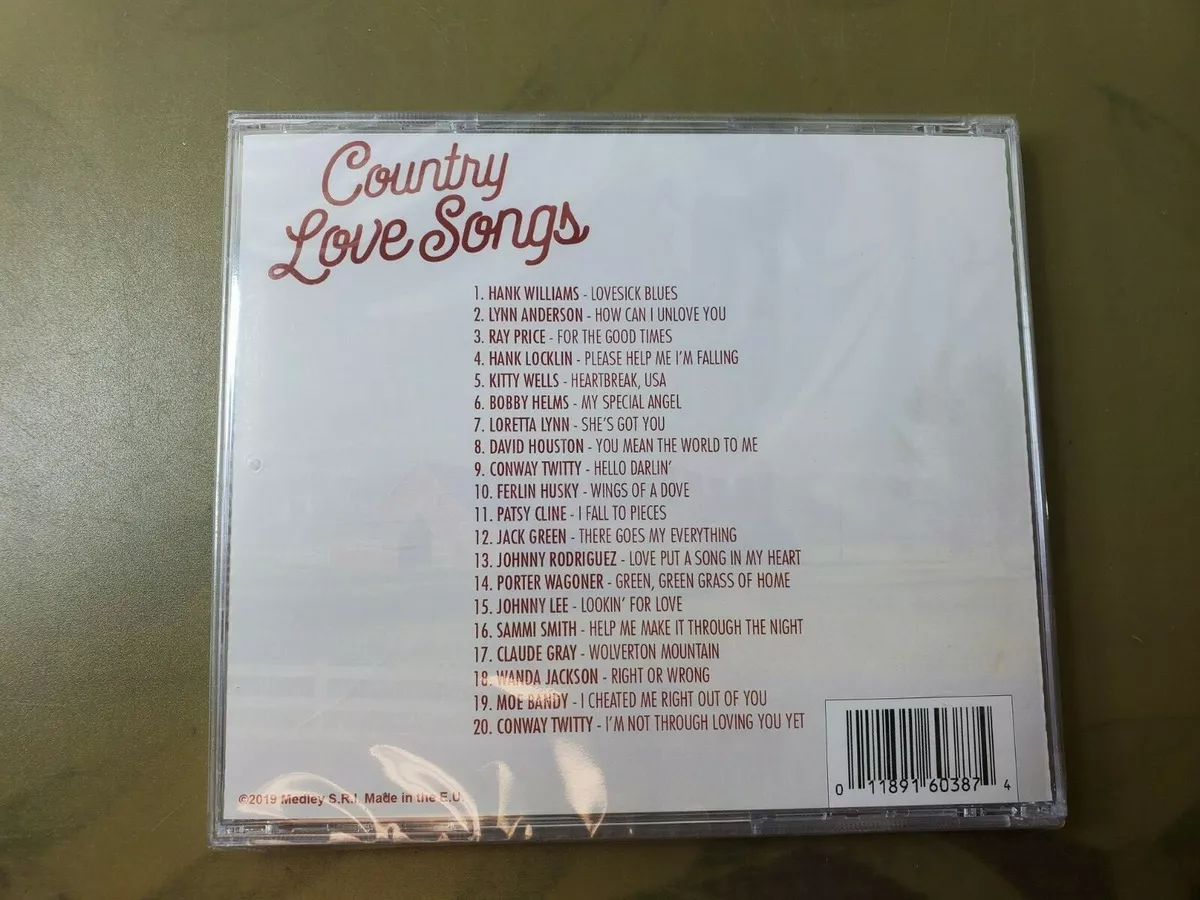 Country
Love Songs
1. HANK WILLIAMS - LOVESICK BLUES
2. LYNN ANDERSON - HOW CAN I UNLOVE YOU
3. RAY PRICE - FOR THE GOOD TIMES
4. HANK LOCKLIN - PLEASE HELP ME I'M FALLING
5. KITTY WELLS - HEARTBREAK, USA
6. BOBBY HELMS - MY SPECIAL ANGEL
7. LORETTA LYNN - SHE'S GOT YOU
8. DAVID HOUSTON - YOU MEAN THE WORLD TO ME
9. CONWAY TWITTY - HELLO DARLIN'
10. FERLIN HUSKY - WINGS OF A DOVE
11. PATSY CLINE - I FALL TO PIECES
12. JACK GREEN - THERE GOES MY EVERYTHING
13. JOHNNY RODRIGUEZ - LOVE PUT A SONG IN MY HEART
14. PORTER WAGONER - GREEN, GREEN GRASS OF HOME
15. JOHNNY LEE - LOOKIN' FOR LOVE
16. SAMMI SMITH - HELP ME MAKE IT THROUGH THE NIGHT
17. CLAUDE GRAY - WOLVERTON MOUNTAIN
18. WANDA JACKSON - RIGHT OR WRONG
19. MOE BANDY - I CHEATED ME RIGHT OUT OF YOU
20. CONWAY TWITTY - I'M NOT THROUGH LOVING YOU YET
©2019 Medley S.R.I. Made in the E.U.
0 11891 60387 4